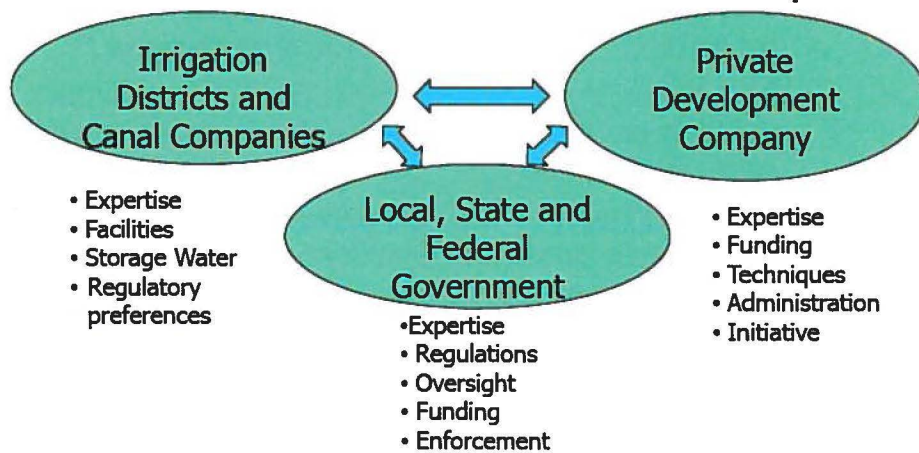 Irrigation
Districts and
Canal Companies
Private
Development
Company
Local, State and
Federal
Government
• Expertise
• Facilities
• Storage Water
• Regulatory
preferences
•Expertise
• Regulations
• Oversight
• Funding
• Enforcement
• Expertise
• Funding
• Techniques
• Administration
• Initiative